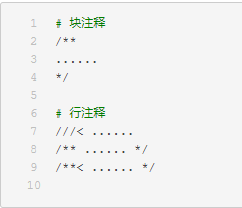 1 # 块注释
2 /**
3 ......
4 */
5
6 # 行注释
7 ///< ......
8 /** ...... */
9 /**< ...... */
10